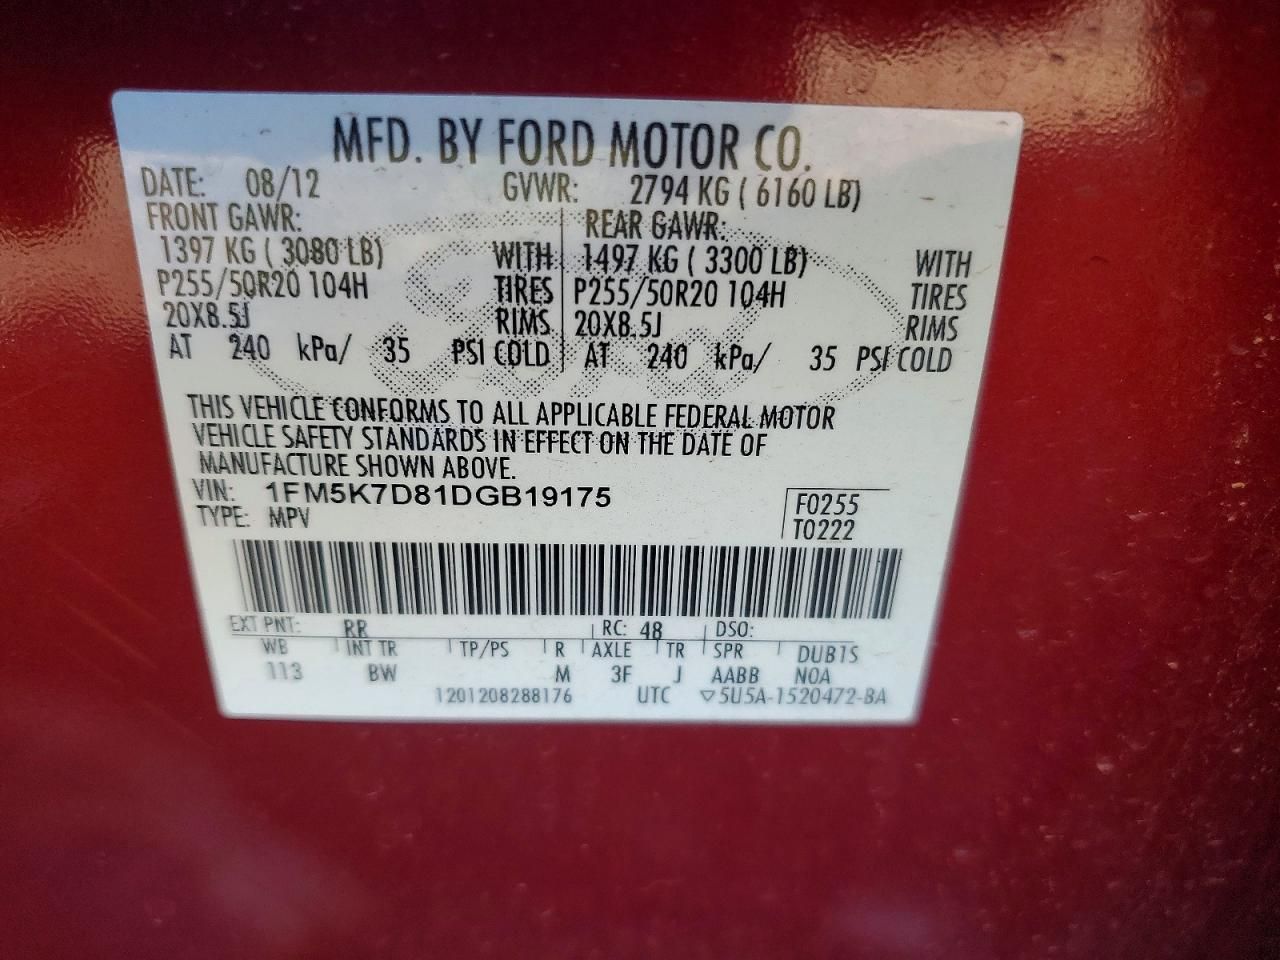 MFD. BY FORD MOTOR CO.
DATE: 08/12 GVWR: 2794 KG ( 6160 LB)
FRONT GAWR: REAR GAWR:
1397 KG ( 3080 LB) WITH 1497 KG ( 3300 LB) WITH
P255/50R20 104H TIRES P255/50R20 104H TIRES
20X8.5J RIMS 20X8.5J RIMS
AT 240 kPa/ 35 PSI COLD AT 240 kPa/ 35 PSI COLD
THIS VEHICLE CONFORMS TO ALL APPLICABLE FEDERAL MOTOR
VEHICLE SAFETY STANDARDS IN EFFECT ON THE DATE OF
MANUFACTURE SHOWN ABOVE.
VIN: 1FM5K7D81DGB19175 F0255
TYPE: MPV T0222
EXT PNT: RR RC: 48 DSO:
WB INT TR TP/PS R AXLE TR SPR DUB1S
113 BW M 3F J AABB NOA
1201208288176 UTC ▽5U5A-1520472-BA